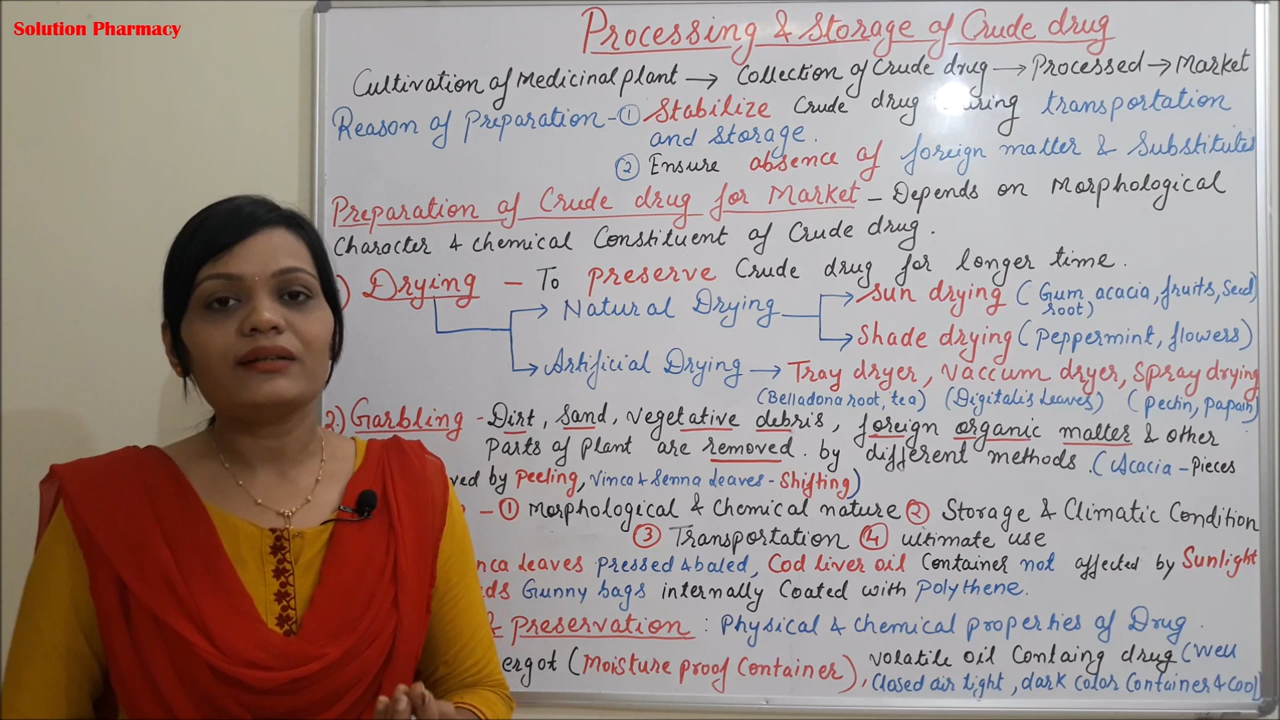 Solution Pharmacy
Processing & Storage of Crude drug
Cultivation of Medicinal plant → Collection of Crude drug → Processed → Market
Reason of Preparation - ① Stabilize Crude drug during transportation
and storage.
② Ensure absence of foreign matter & Substitutes
Preparation of Crude drug for Market - Depends on Morphological
Character & chemical Constituent of Crude drug.
) Drying - To preserve Crude drug for longer time.
Natural Drying → Sun drying (Gum acacia, fruits, Seed,
root)
Shade drying (Peppermint, flowers)
Artificial Drying → Tray dryer, Vaccum dryer, Spray drying
(Belladona root, tea) (Digitalis leaves) (Pectin, Papain)
2.) Garbling - Dirt, sand, vegetative debris, foreign organic matter & other
Parts of plant are removed. by different methods. (Acacia - Pieces
ved by peeling, Vinca & Senna Leaves - Shifting)
- ① Morphological & Chemical nature ② Storage & Climatic Condition
③ Transportation ④ ultimate use
nca leaves pressed & baled, Cod liver oil Container not affected by Sunlight
ds Gunny bags internally Coated with Polythene.
& Preservation : Physical & chemical properties of Drug.
ergot (Moisture proof Container), volatile oil Containg drug (Well
Closed air tight, dark color Container & Cool